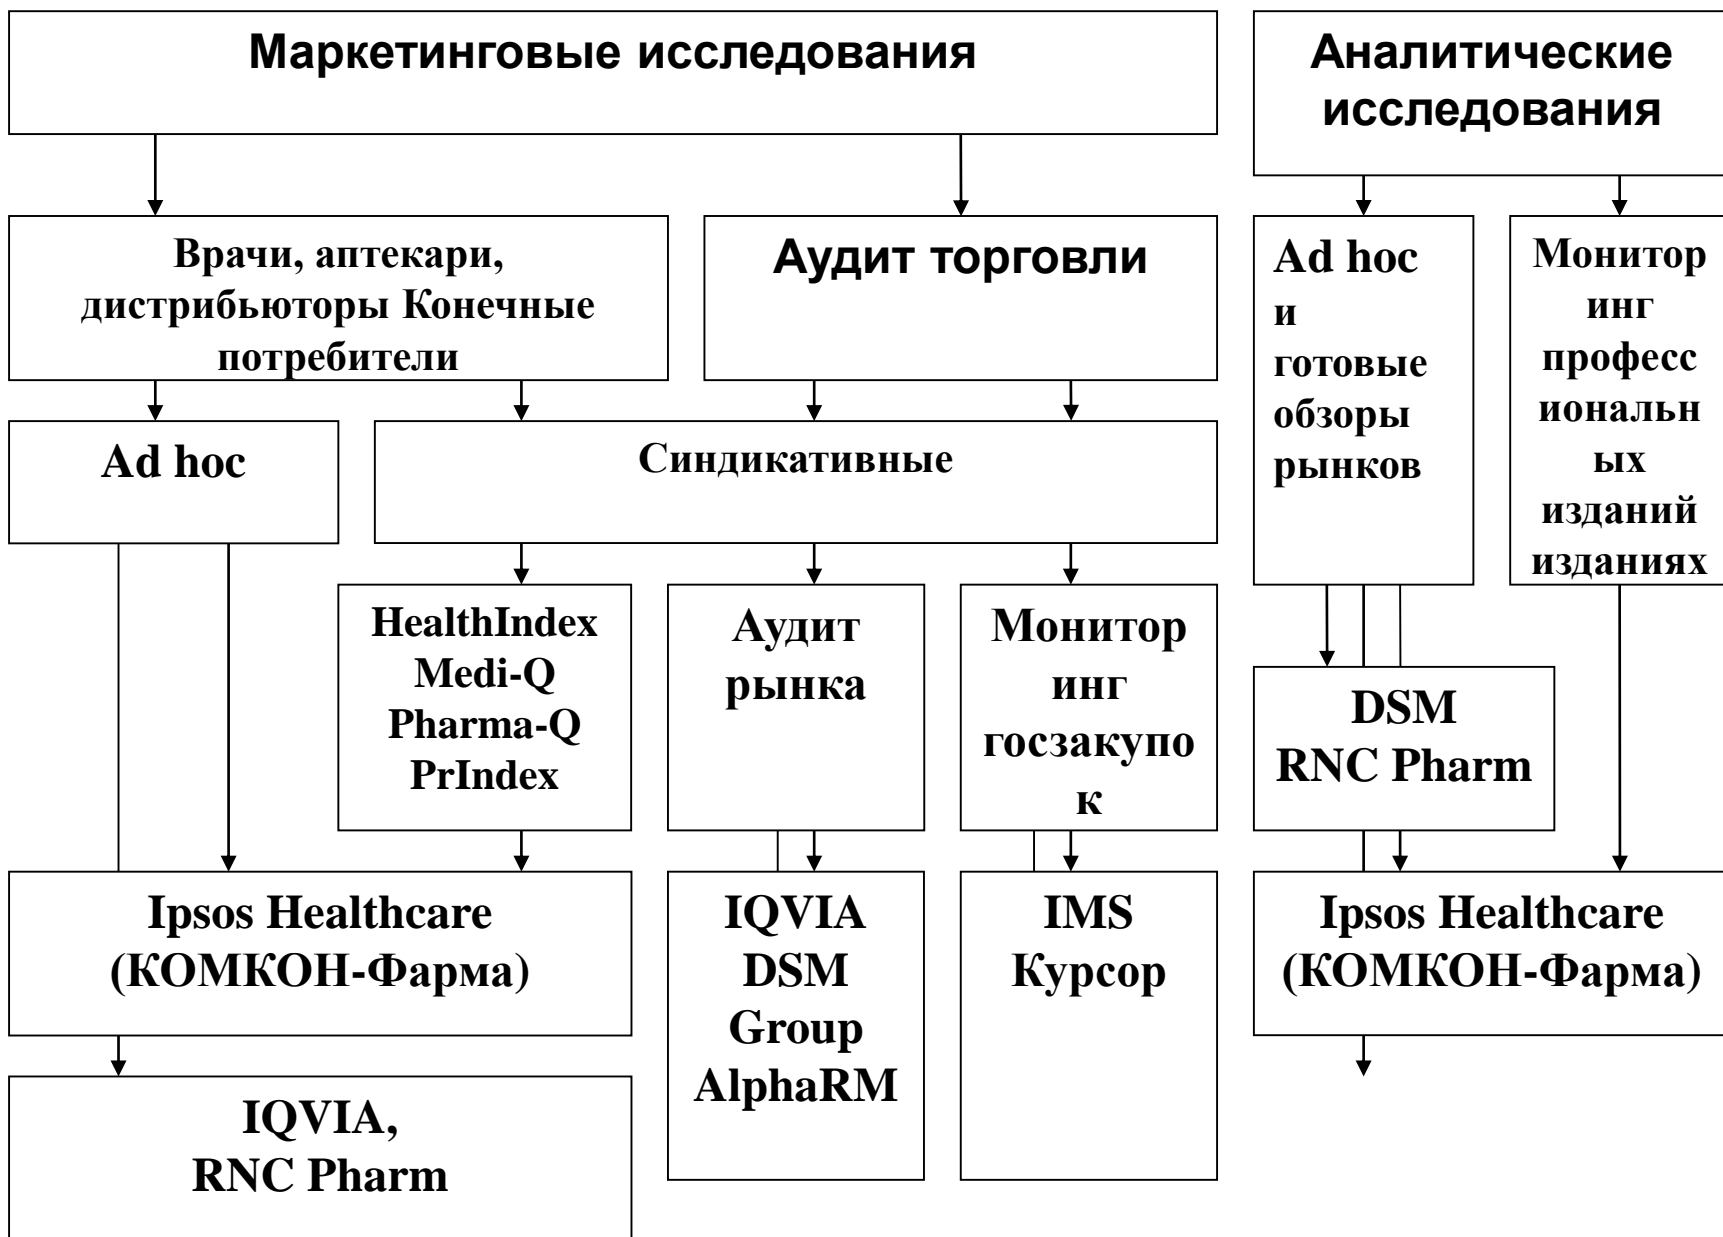 Маркетинговые исследования
Аналитические
исследования
Врачи, аптекари,
дистрибьюторы Конечные
потребители
Аудит торговли
Ad hoc
и
готовые
обзоры
рынков
Монитор
инг
професс
иональн
ых
изданий
изданиях
Ad hoc
Синдикативные
HealthIndex
Medi-Q
Pharma-Q
PrIndex
Аудит
рынка
Монитор
инг
госзакупо
к
DSM
RNC Pharm
Ipsos Healthcare
(КОМКОН-Фарма)
IQVIA
DSM
Group
AlphaRM
IMS
Курсор
Ipsos Healthcare
(КОМКОН-Фарма)
IQVIA,
RNC Pharm